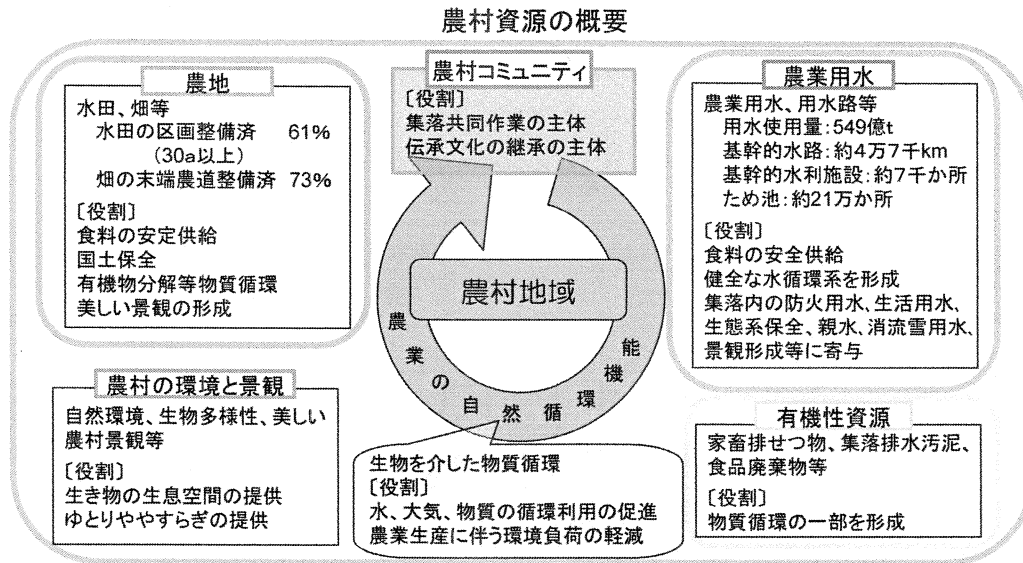 農村資源の概要
農地
水田、畑等
水田の区画整備済 61%
(30a以上)
畑の末端農道整備済 73%
〔役割〕
食料の安定供給
国土保全
有機物分解等物質循環
美しい景観の形成
農村コミュニティ
〔役割〕
集落共同作業の主体
伝承文化の継承の主体
農業用水
農業用水、用水路等
用水使用量:549億t
基幹的水路:約4万7千km
基幹的水利施設:約7千か所
ため池:約21万か所
〔役割〕
食料の安全供給
健全な水循環系を形成
集落内の防火用水、生活用水、
生態系保全、親水、消流雪用水、
景観形成等に寄与
農村地域
農業の自然循環機能
農村の環境と景観
自然環境、生物多様性、美しい
農村景観等
〔役割〕
生き物の生息空間の提供
ゆとりややすらぎの提供
生物を介した物質循環
〔役割〕
水、大気、物質の循環利用の促進
農業生産に伴う環境負荷の軽減
有機性資源
家畜排せつ物、集落排水汚泥、
食品廃棄物等
〔役割〕
物質循環の一部を形成